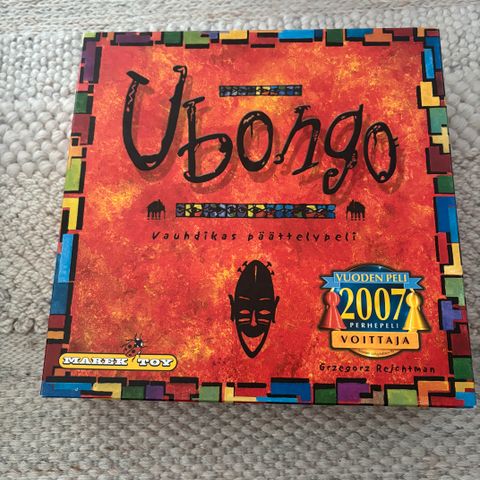 Ubongo
Vauhdikas päättelypeli
VUODEN PELI
2007
PERHEPELI
VOITTAJA
MAREK TOY
Grzegorz Rejchtman